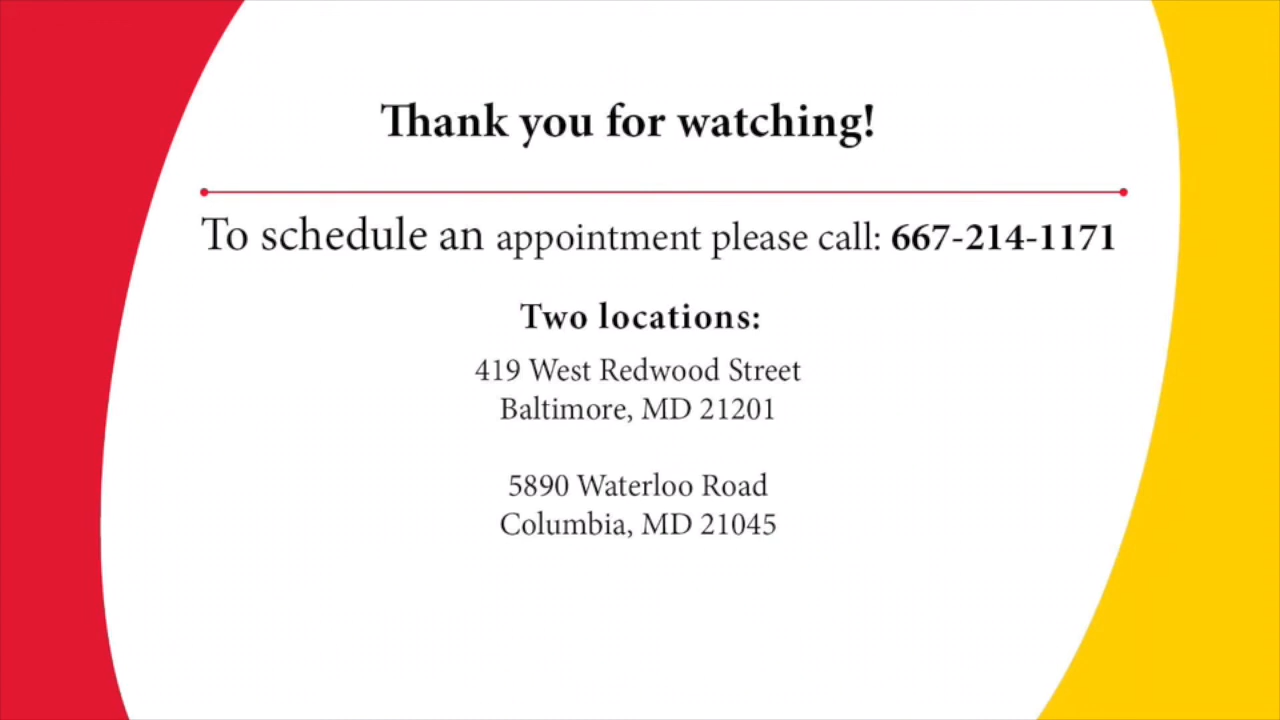 Thank you for watching!
To schedule an appointment please call: 667-214-1171
Two locations:
419 West Redwood Street
Baltimore, MD 21201
5890 Waterloo Road
Columbia, MD 21045